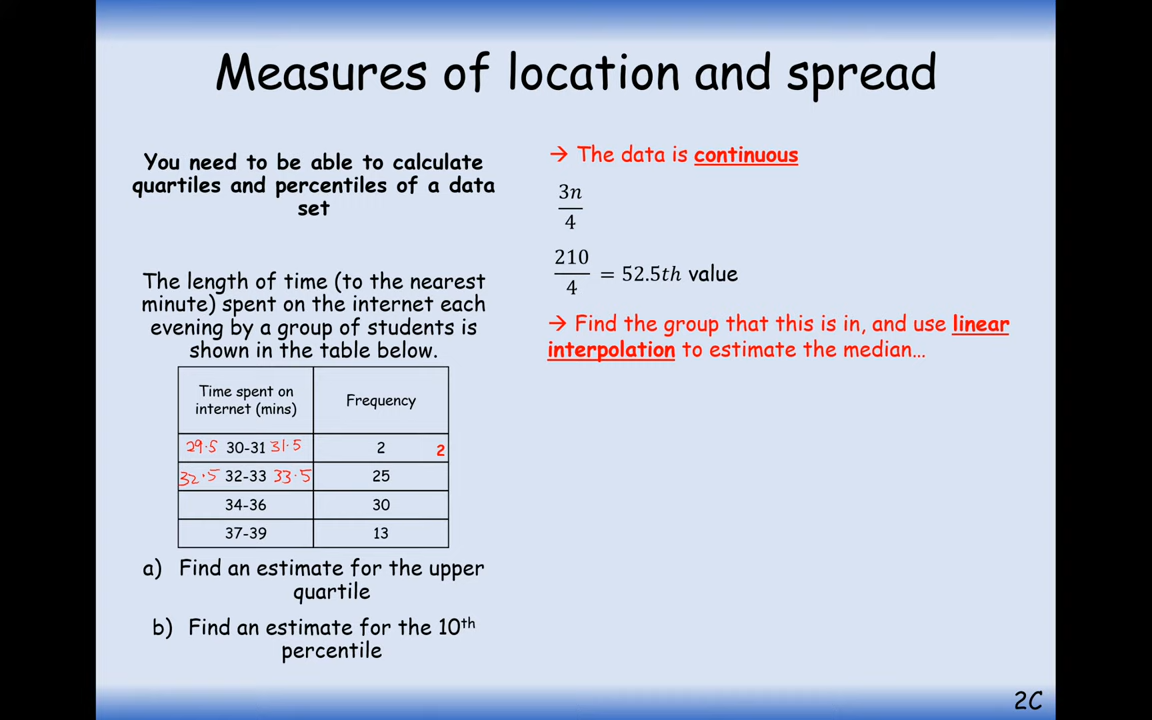 Measures of location and spread
You need to be able to calculate
quartiles and percentiles of a data
set
The length of time (to the nearest
minute) spent on the internet each
evening by a group of students is
shown in the table below.
Time spent on
internet (mins)
Frequency
29.5 30-31 31.5 2 2
32.5 32-33 33.5 25
34-36 30
37-39 13
a) Find an estimate for the upper
quartile
b) Find an estimate for the 10th
percentile
→ The data is continuous
3n
4
210
4
= 52.5th value
→ Find the group that this is in, and use linear
interpolation to estimate the median…
2C